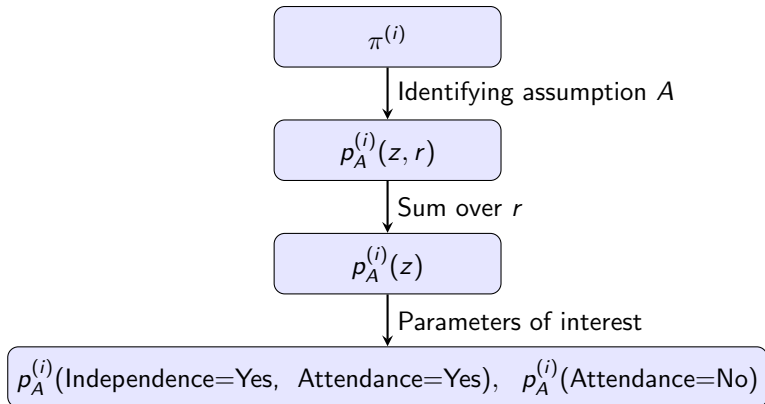 π^(i)
Identifying assumption A
p_A^(i)(z, r)
Sum over r
p_A^(i)(z)
Parameters of interest
p_A^(i)(Independence=Yes, Attendance=Yes), p_A^(i)(Attendance=No)